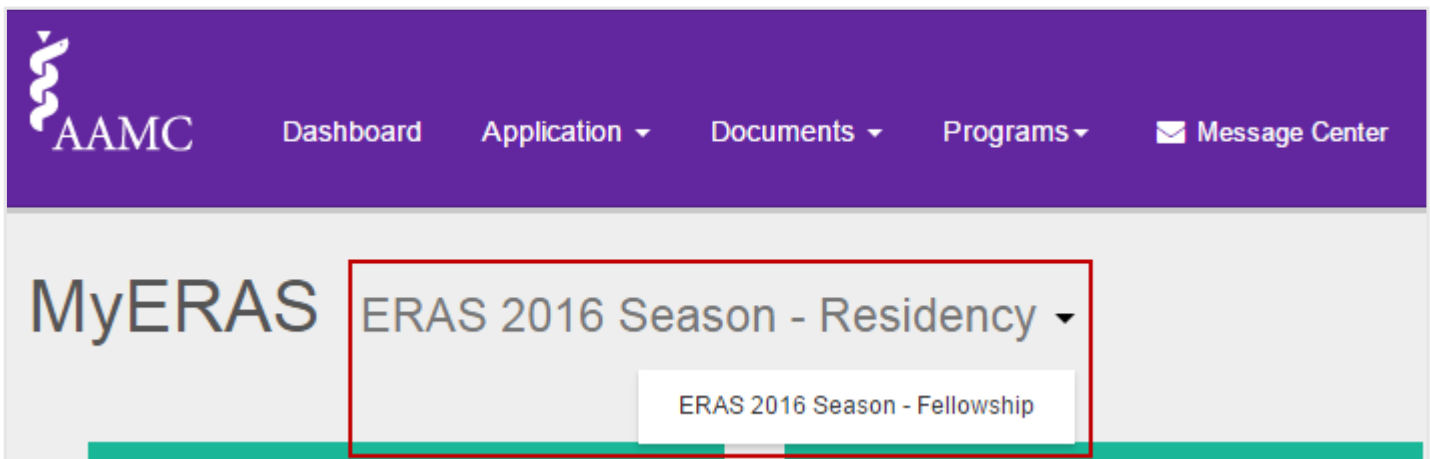 AAMC Dashboard Application Documents Programs Message Center
MyERAS ERAS 2016 Season - Residency
ERAS 2016 Season - Fellowship